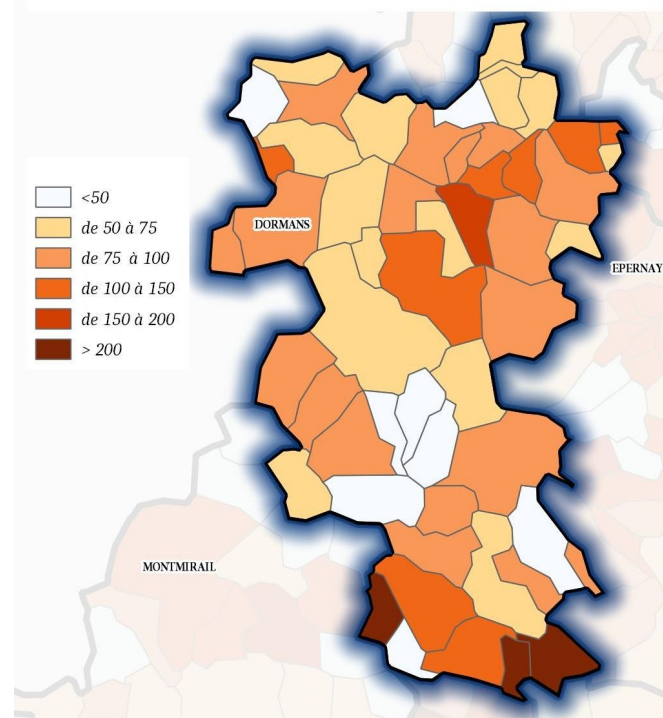 <50
de 50 à 75
de 75 à 100
de 100 à 150
de 150 à 200
> 200
DORMANS
EPERNAY
MONTMIRAIL